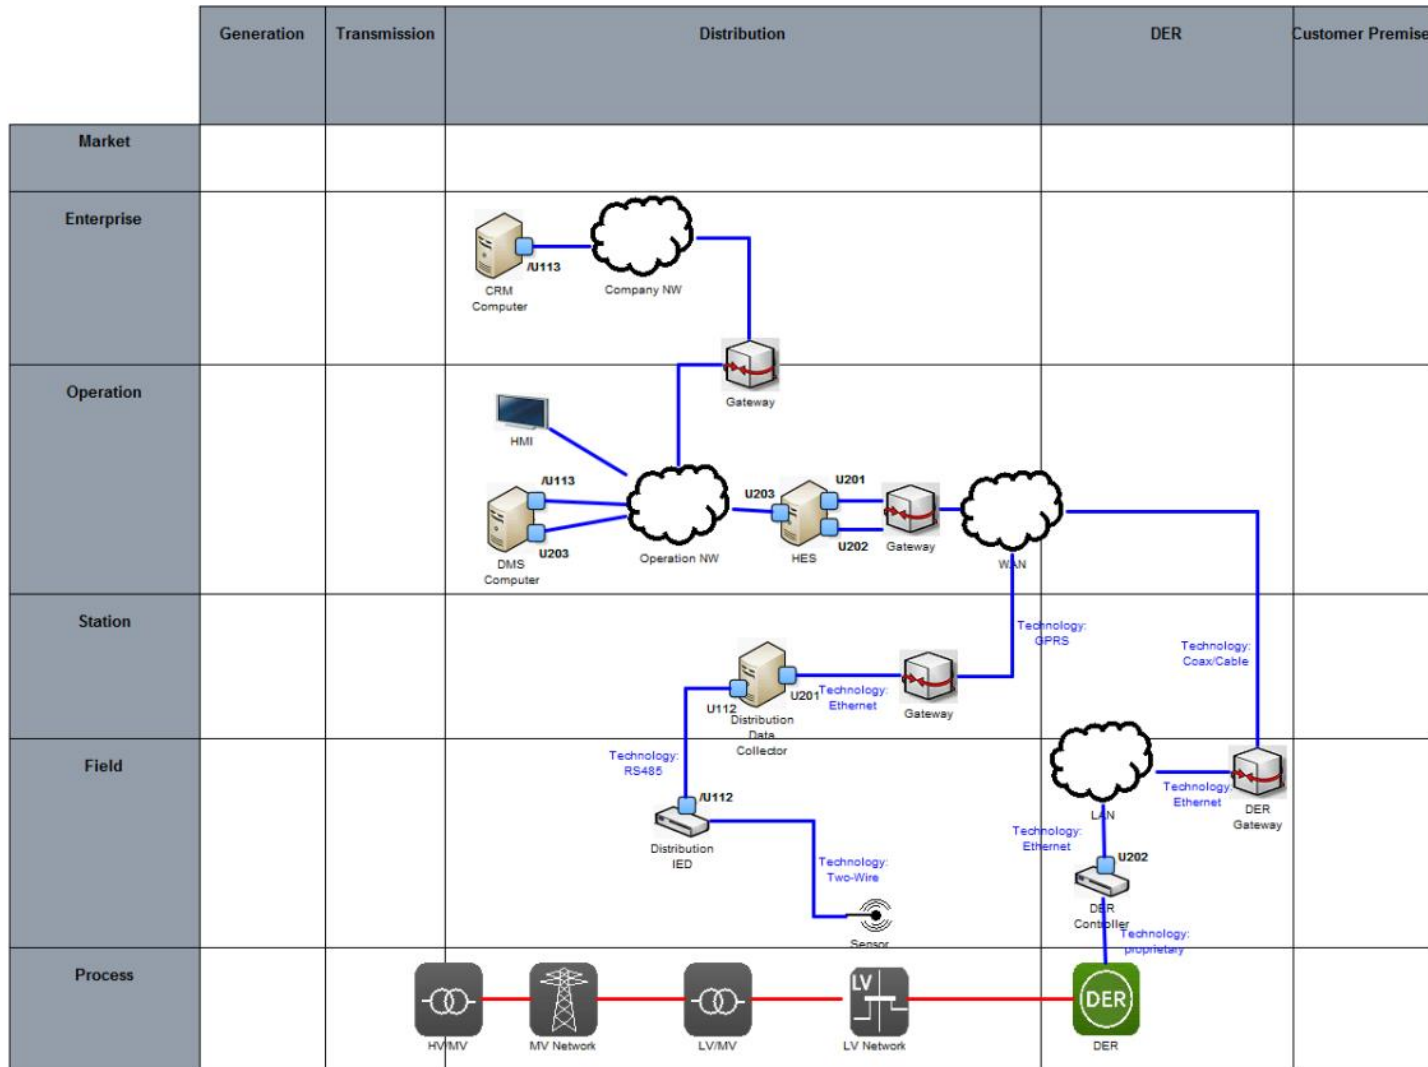 Generation
Transmission
Distribution
DER
Customer Premise
Market
Enterprise
/U113
CRM
Computer
Company NW
Operation
Gateway
HMI
/U113
U203
DMS
Computer
Operation NW
U203
U201
U202
HES
Gateway
WAN
Station
Technology:
GPRS
Technology:
Coax/Cable
U112
U201
Distribution
Data
Collector
Technology:
Ethernet
Gateway
Field
Technology:
RS485
/U112
Distribution
IED
Technology:
Two-Wire
Sensor
LAN
Technology:
Ethernet
DER
Gateway
Technology:
Ethernet
U202
DER
Controller
Technology:
proprietary
Process
HV/MV
MV Network
LV/MV
LV
LV Network
DER
DER